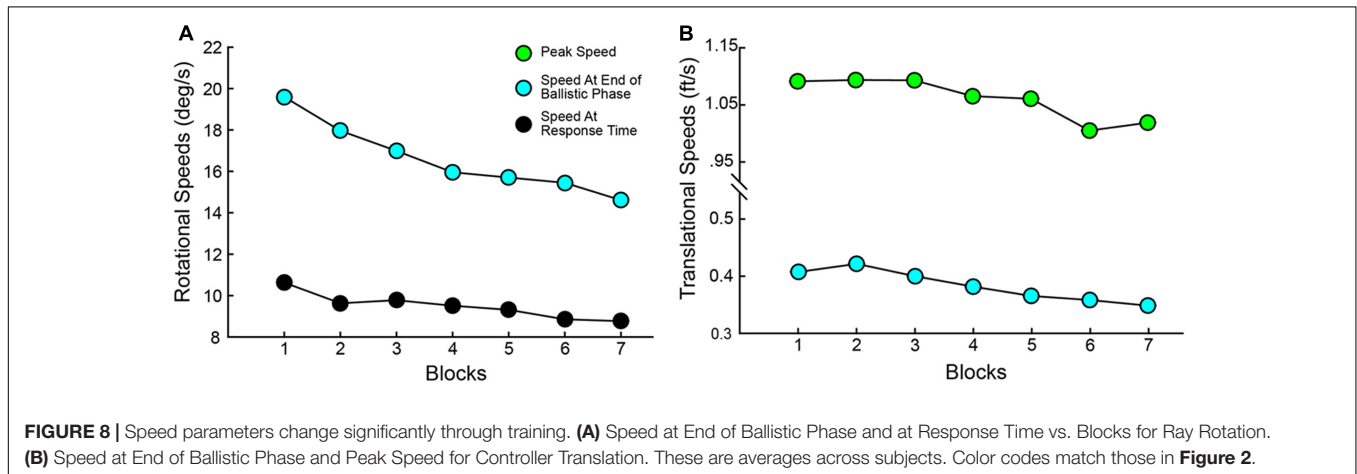 A
Rotational Speeds (deg/s)
22
20
18
16
14
12
10
8
1 2 3 4 5 6 7
Blocks
Peak Speed
Speed At End of
Ballistic Phase
Speed At
Response Time
B
Translational Speeds (ft/s)
1.15
1.05
.95
0.5
0.4
0.3
1 2 3 4 5 6 7
Blocks
FIGURE 8 | Speed parameters change significantly through training. (A) Speed at End of Ballistic Phase and at Response Time vs. Blocks for Ray Rotation.
(B) Speed at End of Ballistic Phase and Peak Speed for Controller Translation. These are averages across subjects. Color codes match those in Figure 2.